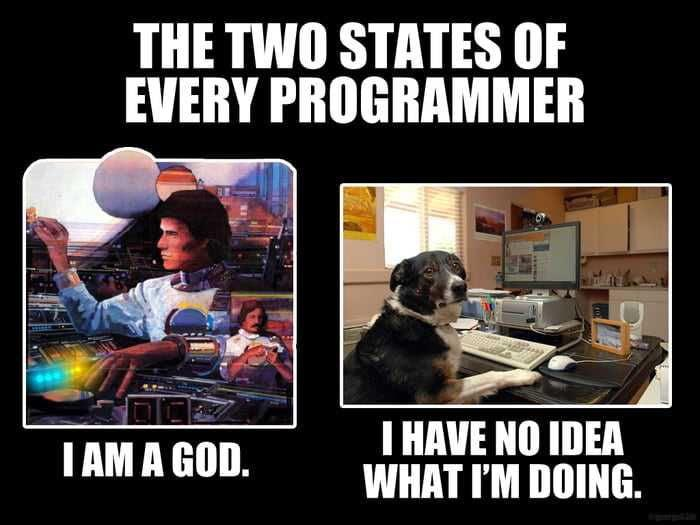 THE TWO STATES OF
EVERY PROGRAMMER
I AM A GOD.
I HAVE NO IDEA
WHAT I'M DOING.